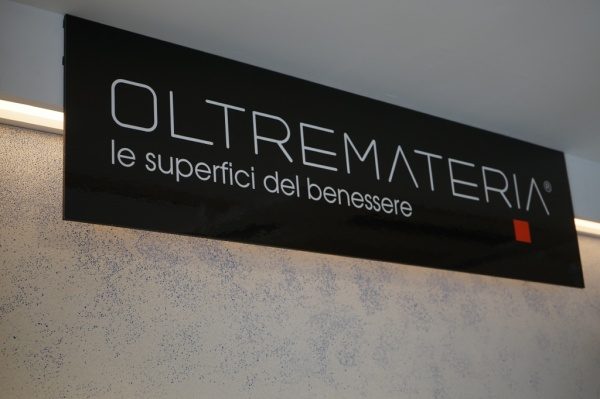 OLTREMATERIA®
le superfici del benessere